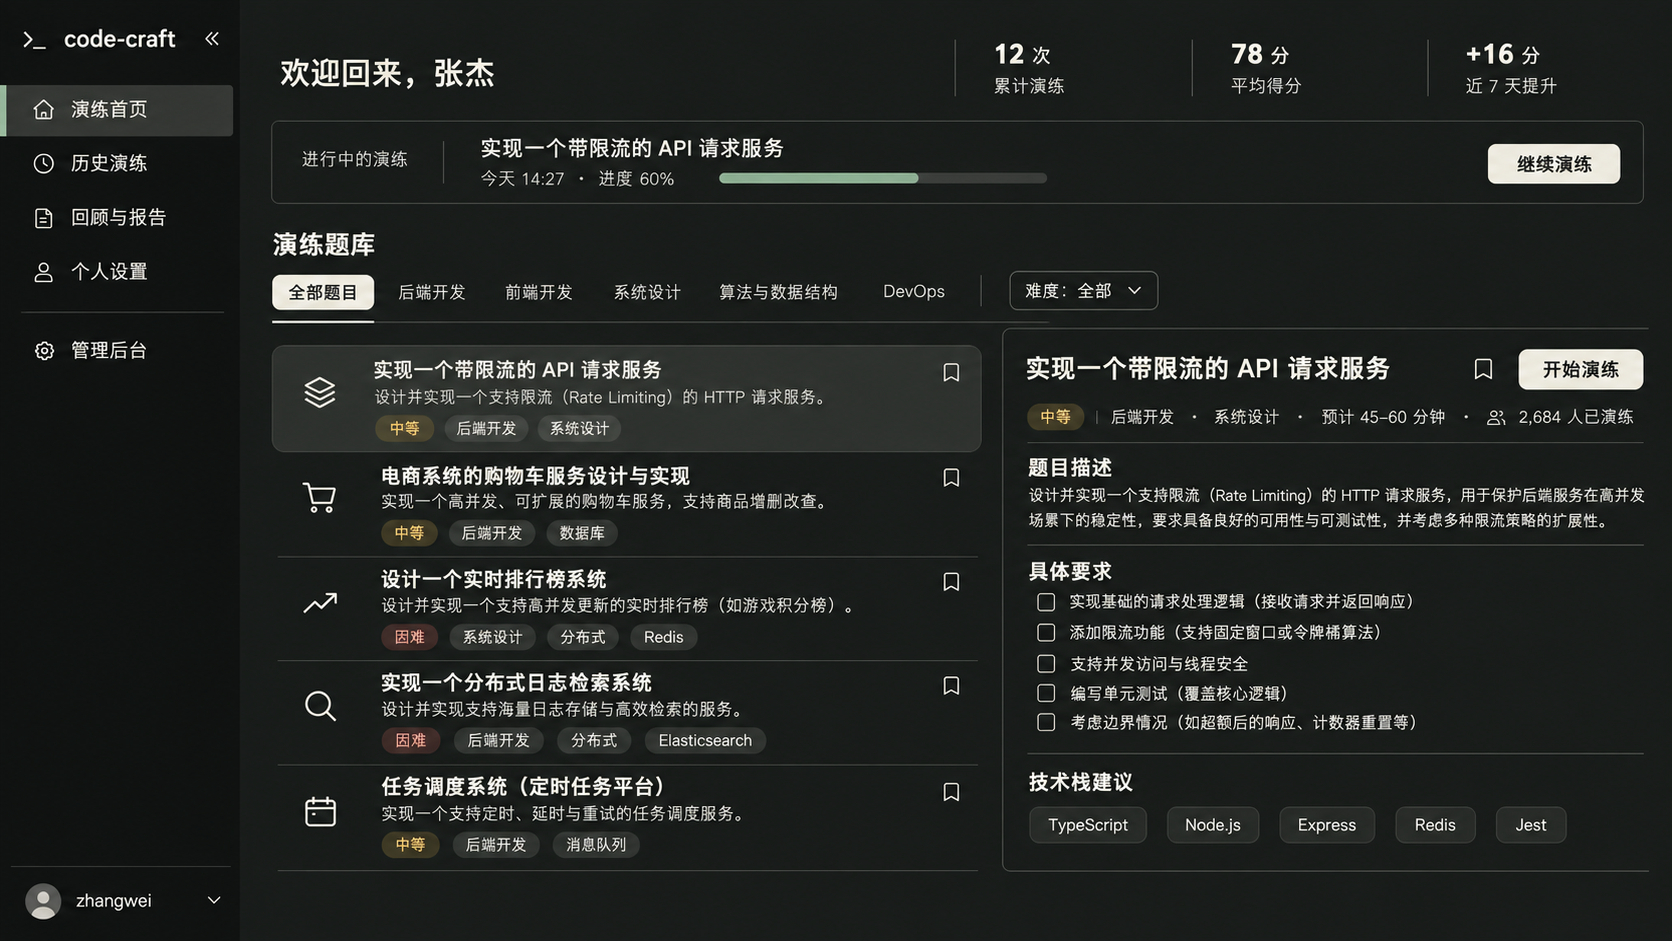 >_ code-craft «
演练首页
历史演练
回顾与报告
个人设置
管理后台
zhangwei
欢迎回来，张杰
12 次
累计演练
78 分
平均得分
+16 分
近 7 天提升
进行中的演练
实现一个带限流的 API 请求服务
今天 14:27 • 进度 60%
继续演练
演练题库
全部题目 后端开发 前端开发 系统设计 算法与数据结构 DevOps 难度：全部
实现一个带限流的 API 请求服务
设计并实现一个支持限流（Rate Limiting）的 HTTP 请求服务。
中等 后端开发 系统设计
电商系统的购物车服务设计与实现
实现一个高并发、可扩展的购物车服务，支持商品增删改查。
中等 后端开发 数据库
设计一个实时排行榜系统
设计并实现一个支持高并发更新的实时排行榜（如游戏积分榜）。
困难 系统设计 分布式 Redis
实现一个分布式日志检索系统
设计并实现支持海量日志存储与高效检索的服务。
困难 后端开发 分布式 Elasticsearch
任务调度系统（定时任务平台）
实现一个支持定时、延时与重试的任务调度服务。
中等 后端开发 消息队列
实现一个带限流的 API 请求服务
开始演练
中等 | 后端开发 • 系统设计 • 预计 45–60 分钟 • 2,684 人已演练
题目描述
设计并实现一个支持限流（Rate Limiting）的 HTTP 请求服务，用于保护后端服务在高并发
场景下的稳定性，要求具备良好的可用性与可测试性，并考虑多种限流策略的扩展性。
具体要求
实现基础的请求处理逻辑（接收请求并返回响应）
添加限流功能（支持固定窗口或令牌桶算法）
支持并发访问与线程安全
编写单元测试（覆盖核心逻辑）
考虑边界情况（如超额后的响应、计数器重置等）
技术栈建议
TypeScript Node.js Express Redis Jest